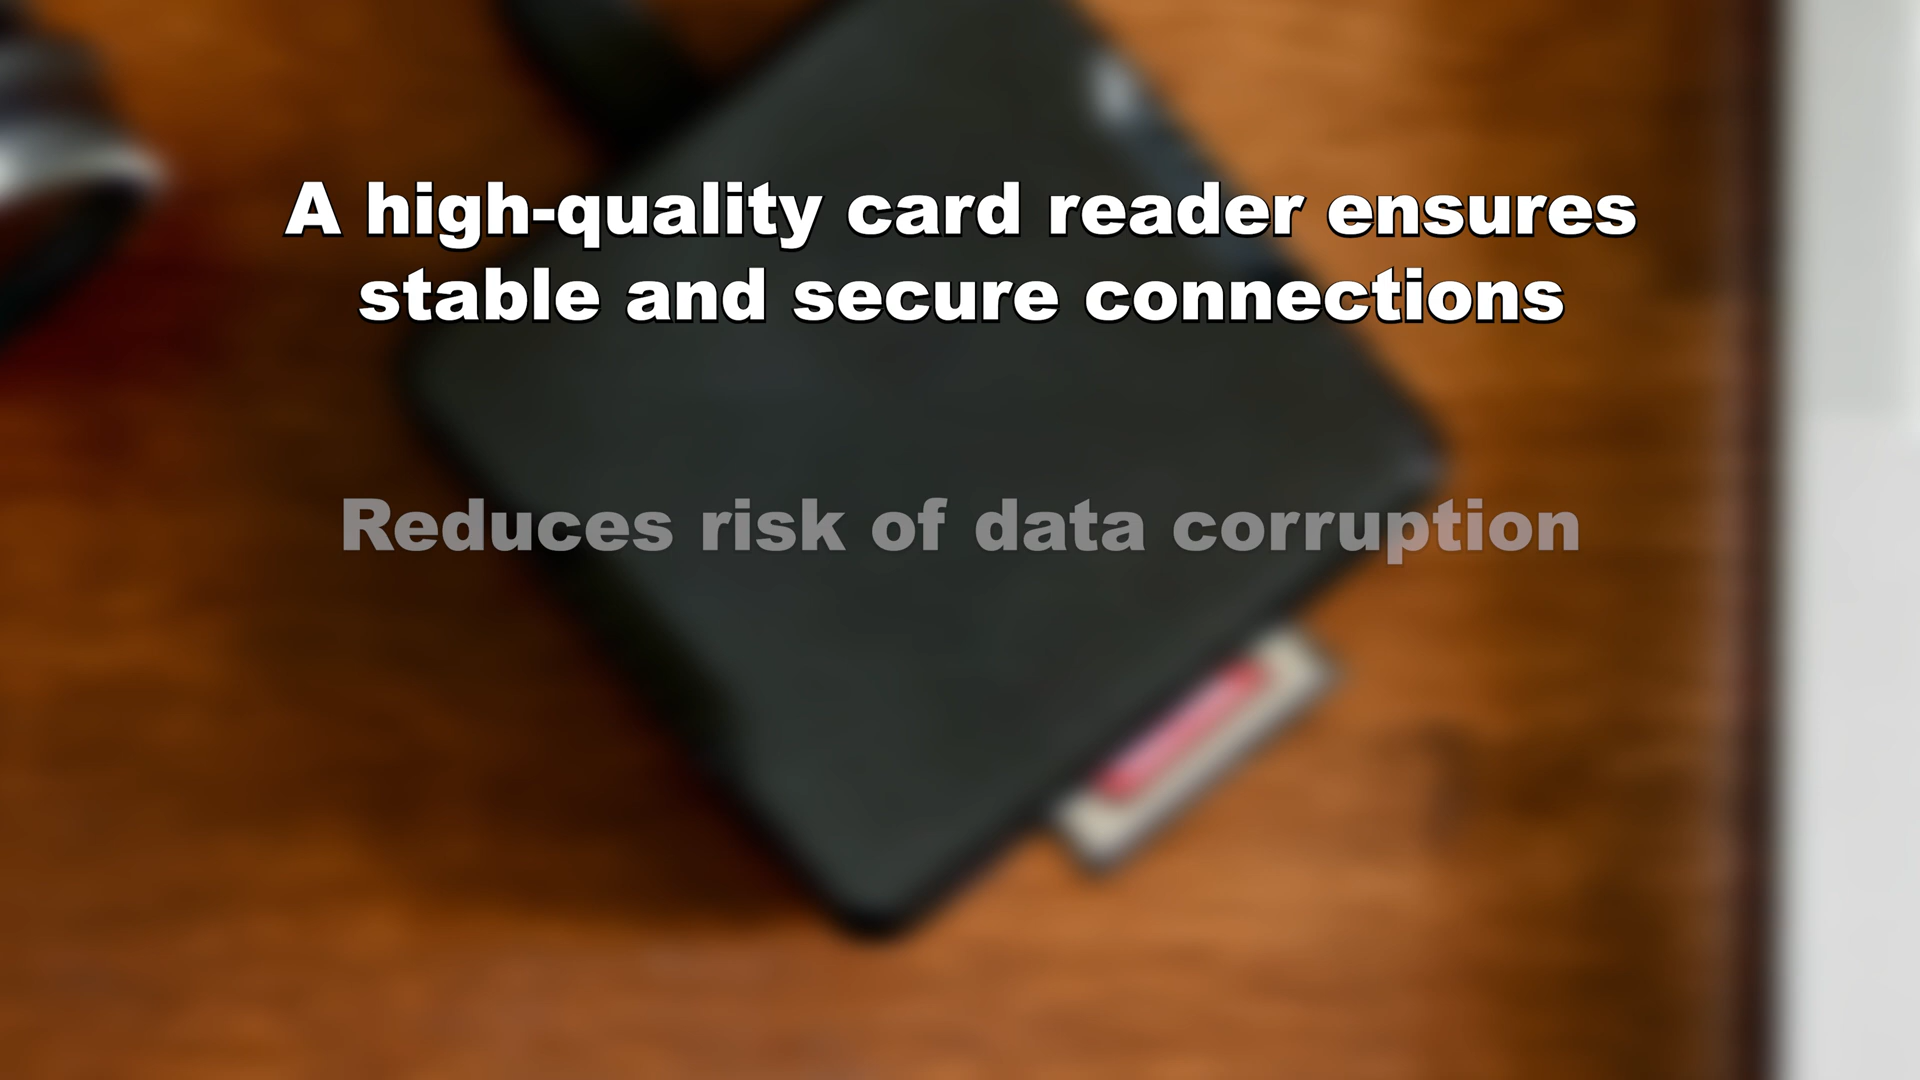 A high-quality card reader ensures
stable and secure connections
Reduces risk of data corruption